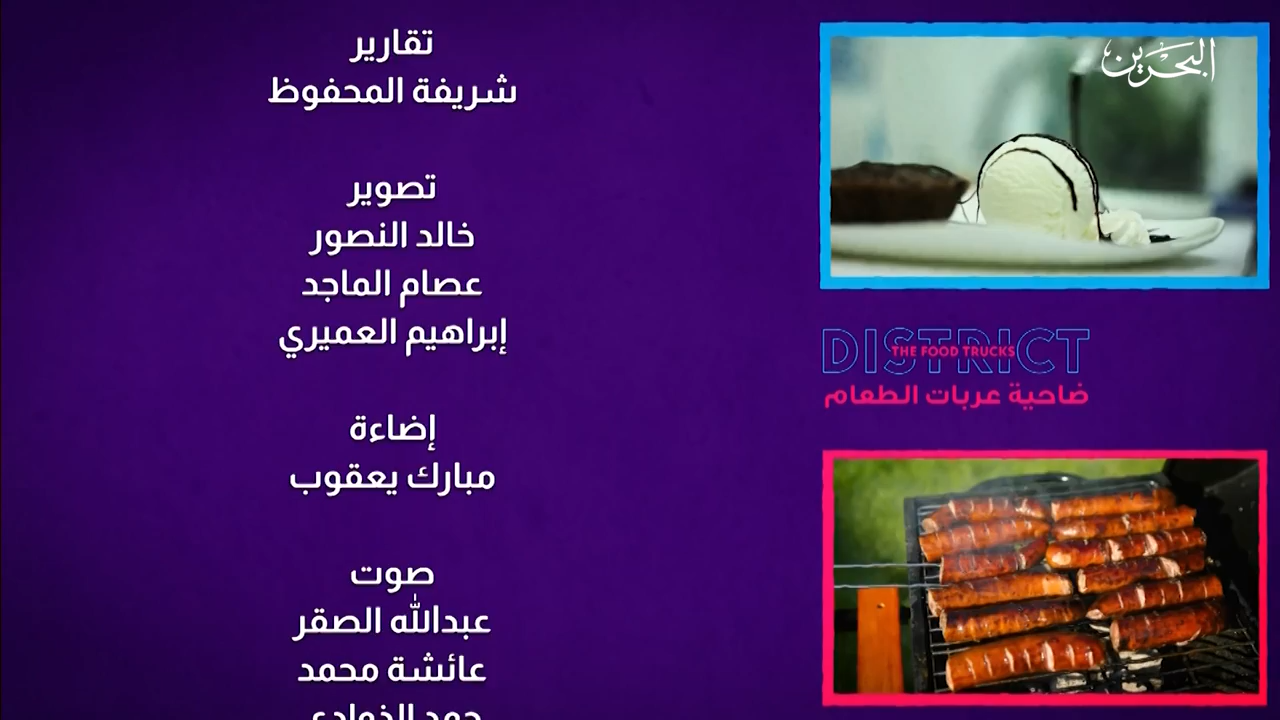 تقارير
شريفة المحفوظ
تصوير
خالد النصور
عصام الماجد
إبراهيم العميري
إضاءة
مبارك يعقوب
صوت
عبدالله الصقر
عائشة محمد
البحرين
DISTRICT
THE FOOD TRUCKS
ضاحية عربات الطعام